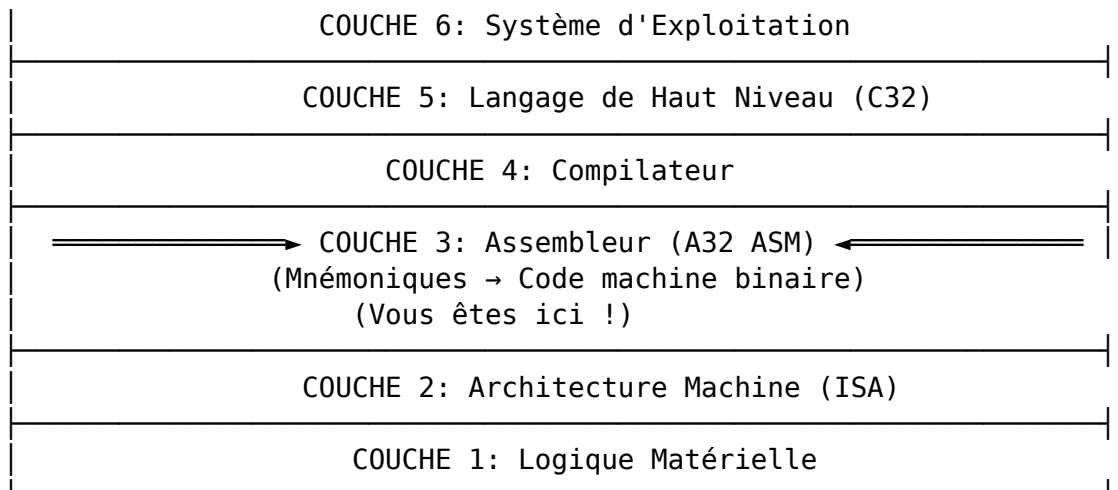 COUCHE 6: Système d'Exploitation
COUCHE 5: Langage de Haut Niveau (C32)
COUCHE 4: Compilateur
COUCHE 3: Assembleur (A32 ASM)
(Mnémoniques → Code machine binaire)
(Vous êtes ici !)
COUCHE 2: Architecture Machine (ISA)
COUCHE 1: Logique Matérielle